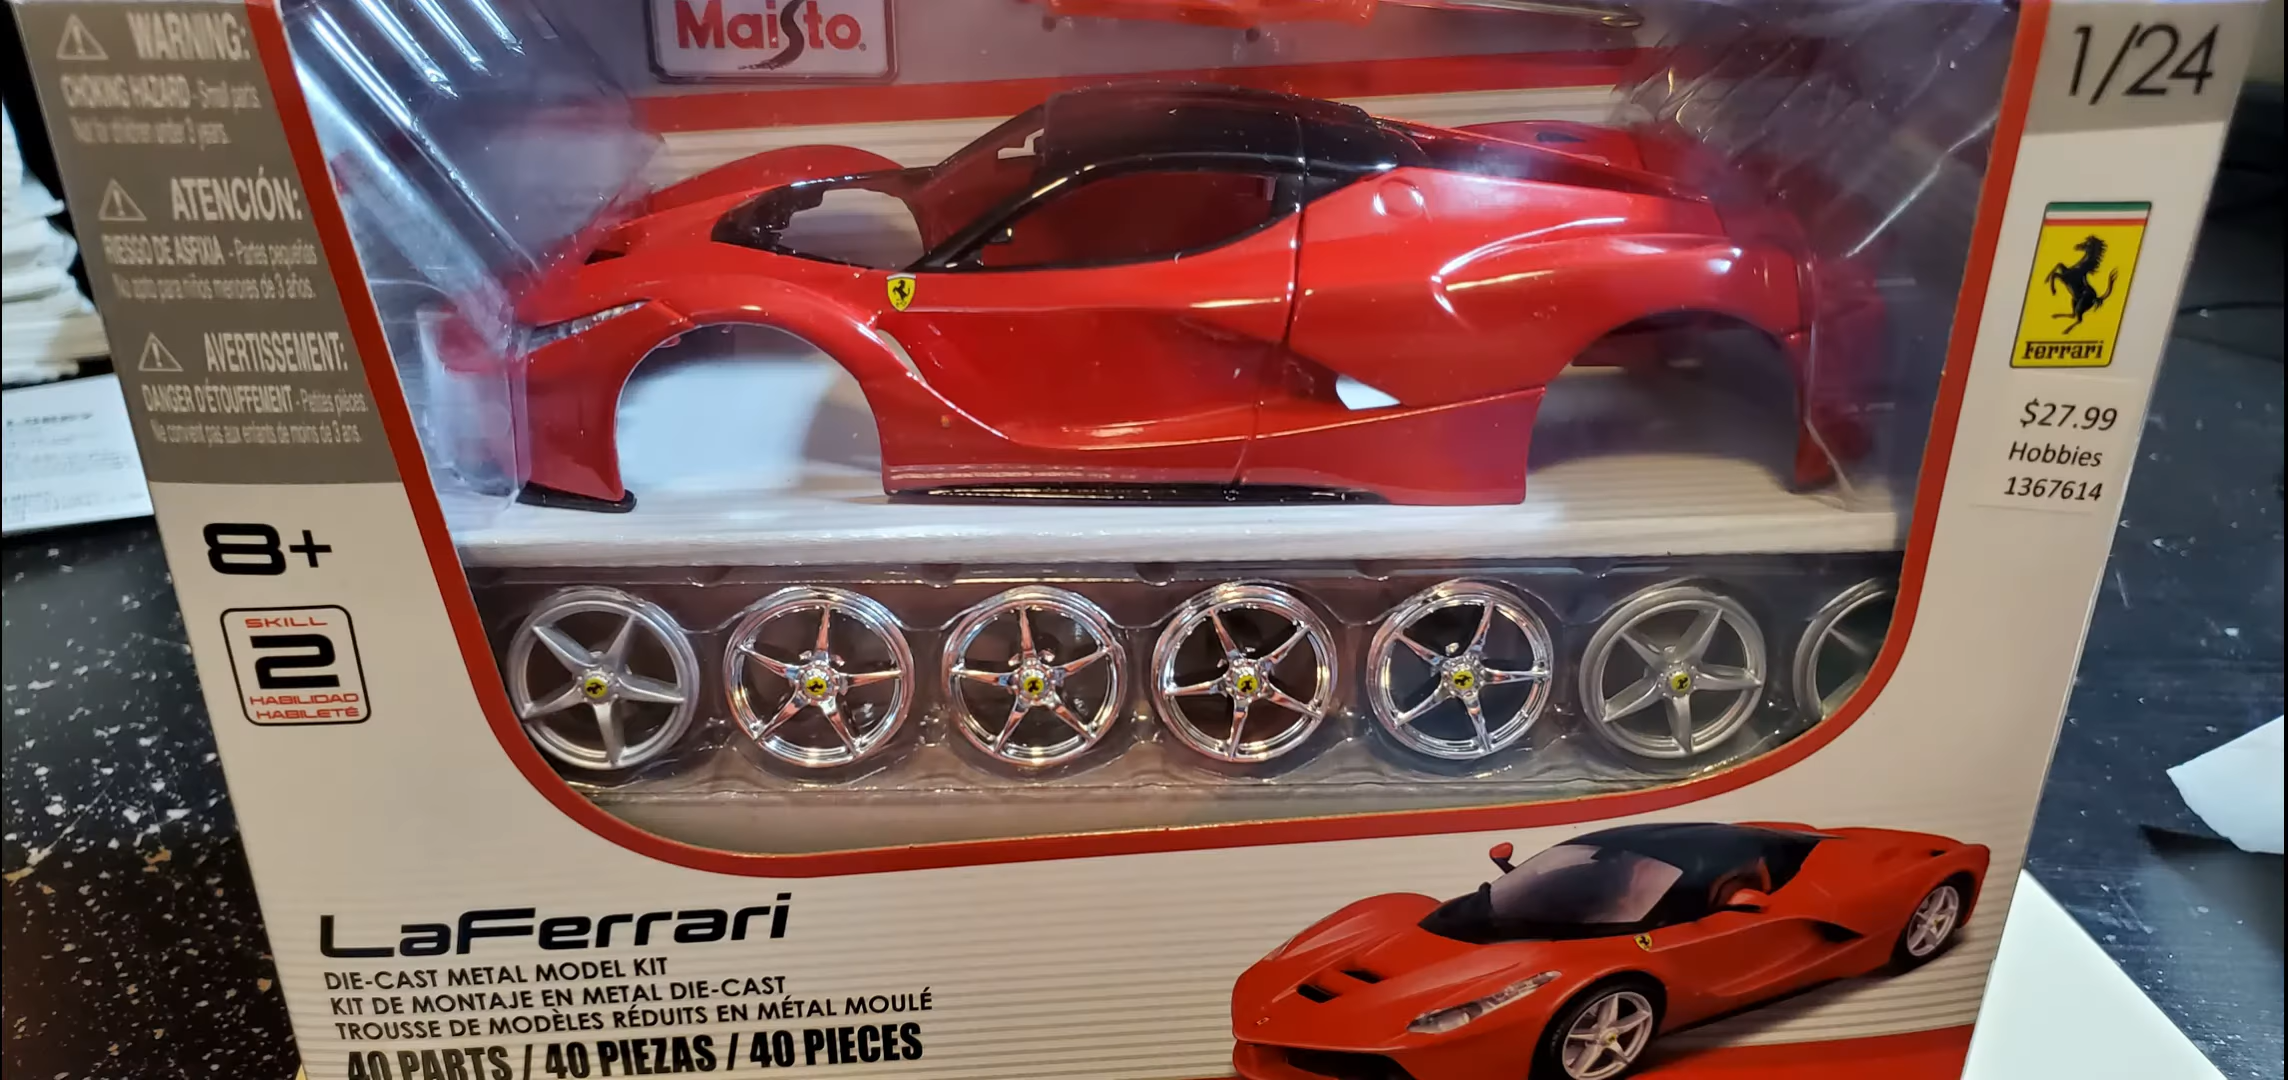 WARNING:
CHOKING HAZARD - Small parts.
Not for children under 3 years.
ATENCIÓN:
RIESGO DE ASFIXIA - Partes pequeñas
No apto para niños menores de 3 años.
AVERTISSEMENT:
DANGER D'ÉTOUFFEMENT - Petites pièces.
Ne convient pas aux enfants de moins de 3 ans.
8+
SKILL
2
HABILIDAD
HABILETÉ
Maisto
1/24
Ferrari
$27.99
Hobbies
1367614
LaFerrari
DIE-CAST METAL MODEL KIT
KIT DE MONTAJE EN METAL DIE-CAST
TROUSSE DE MODÈLES RÉDUITS EN MÉTAL MOULÉ
40 PARTS / 40 PIEZAS / 40 PIECES